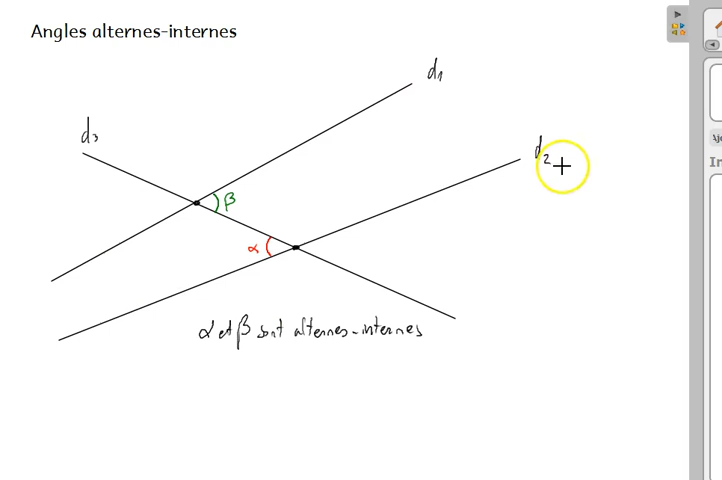 Angles alternes-internes
d1
d3
d2
β
α
α et β sont alternes-internes